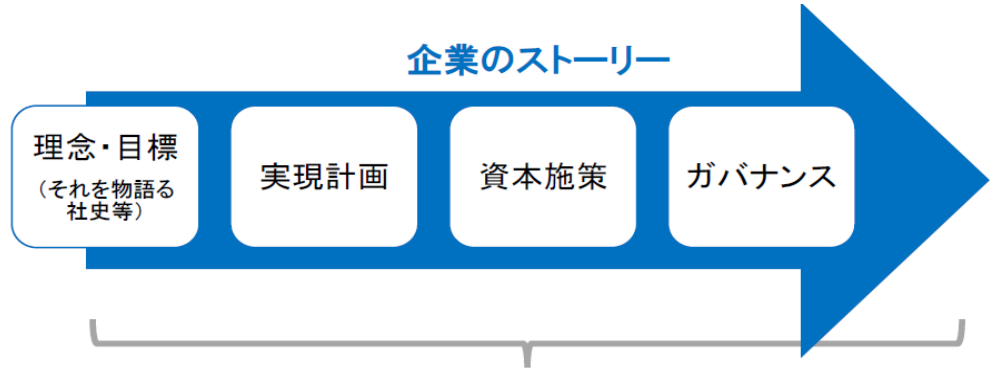 企業のストーリー
理念・目標
（それを物語る
社史等）
実現計画
資本施策
ガバナンス